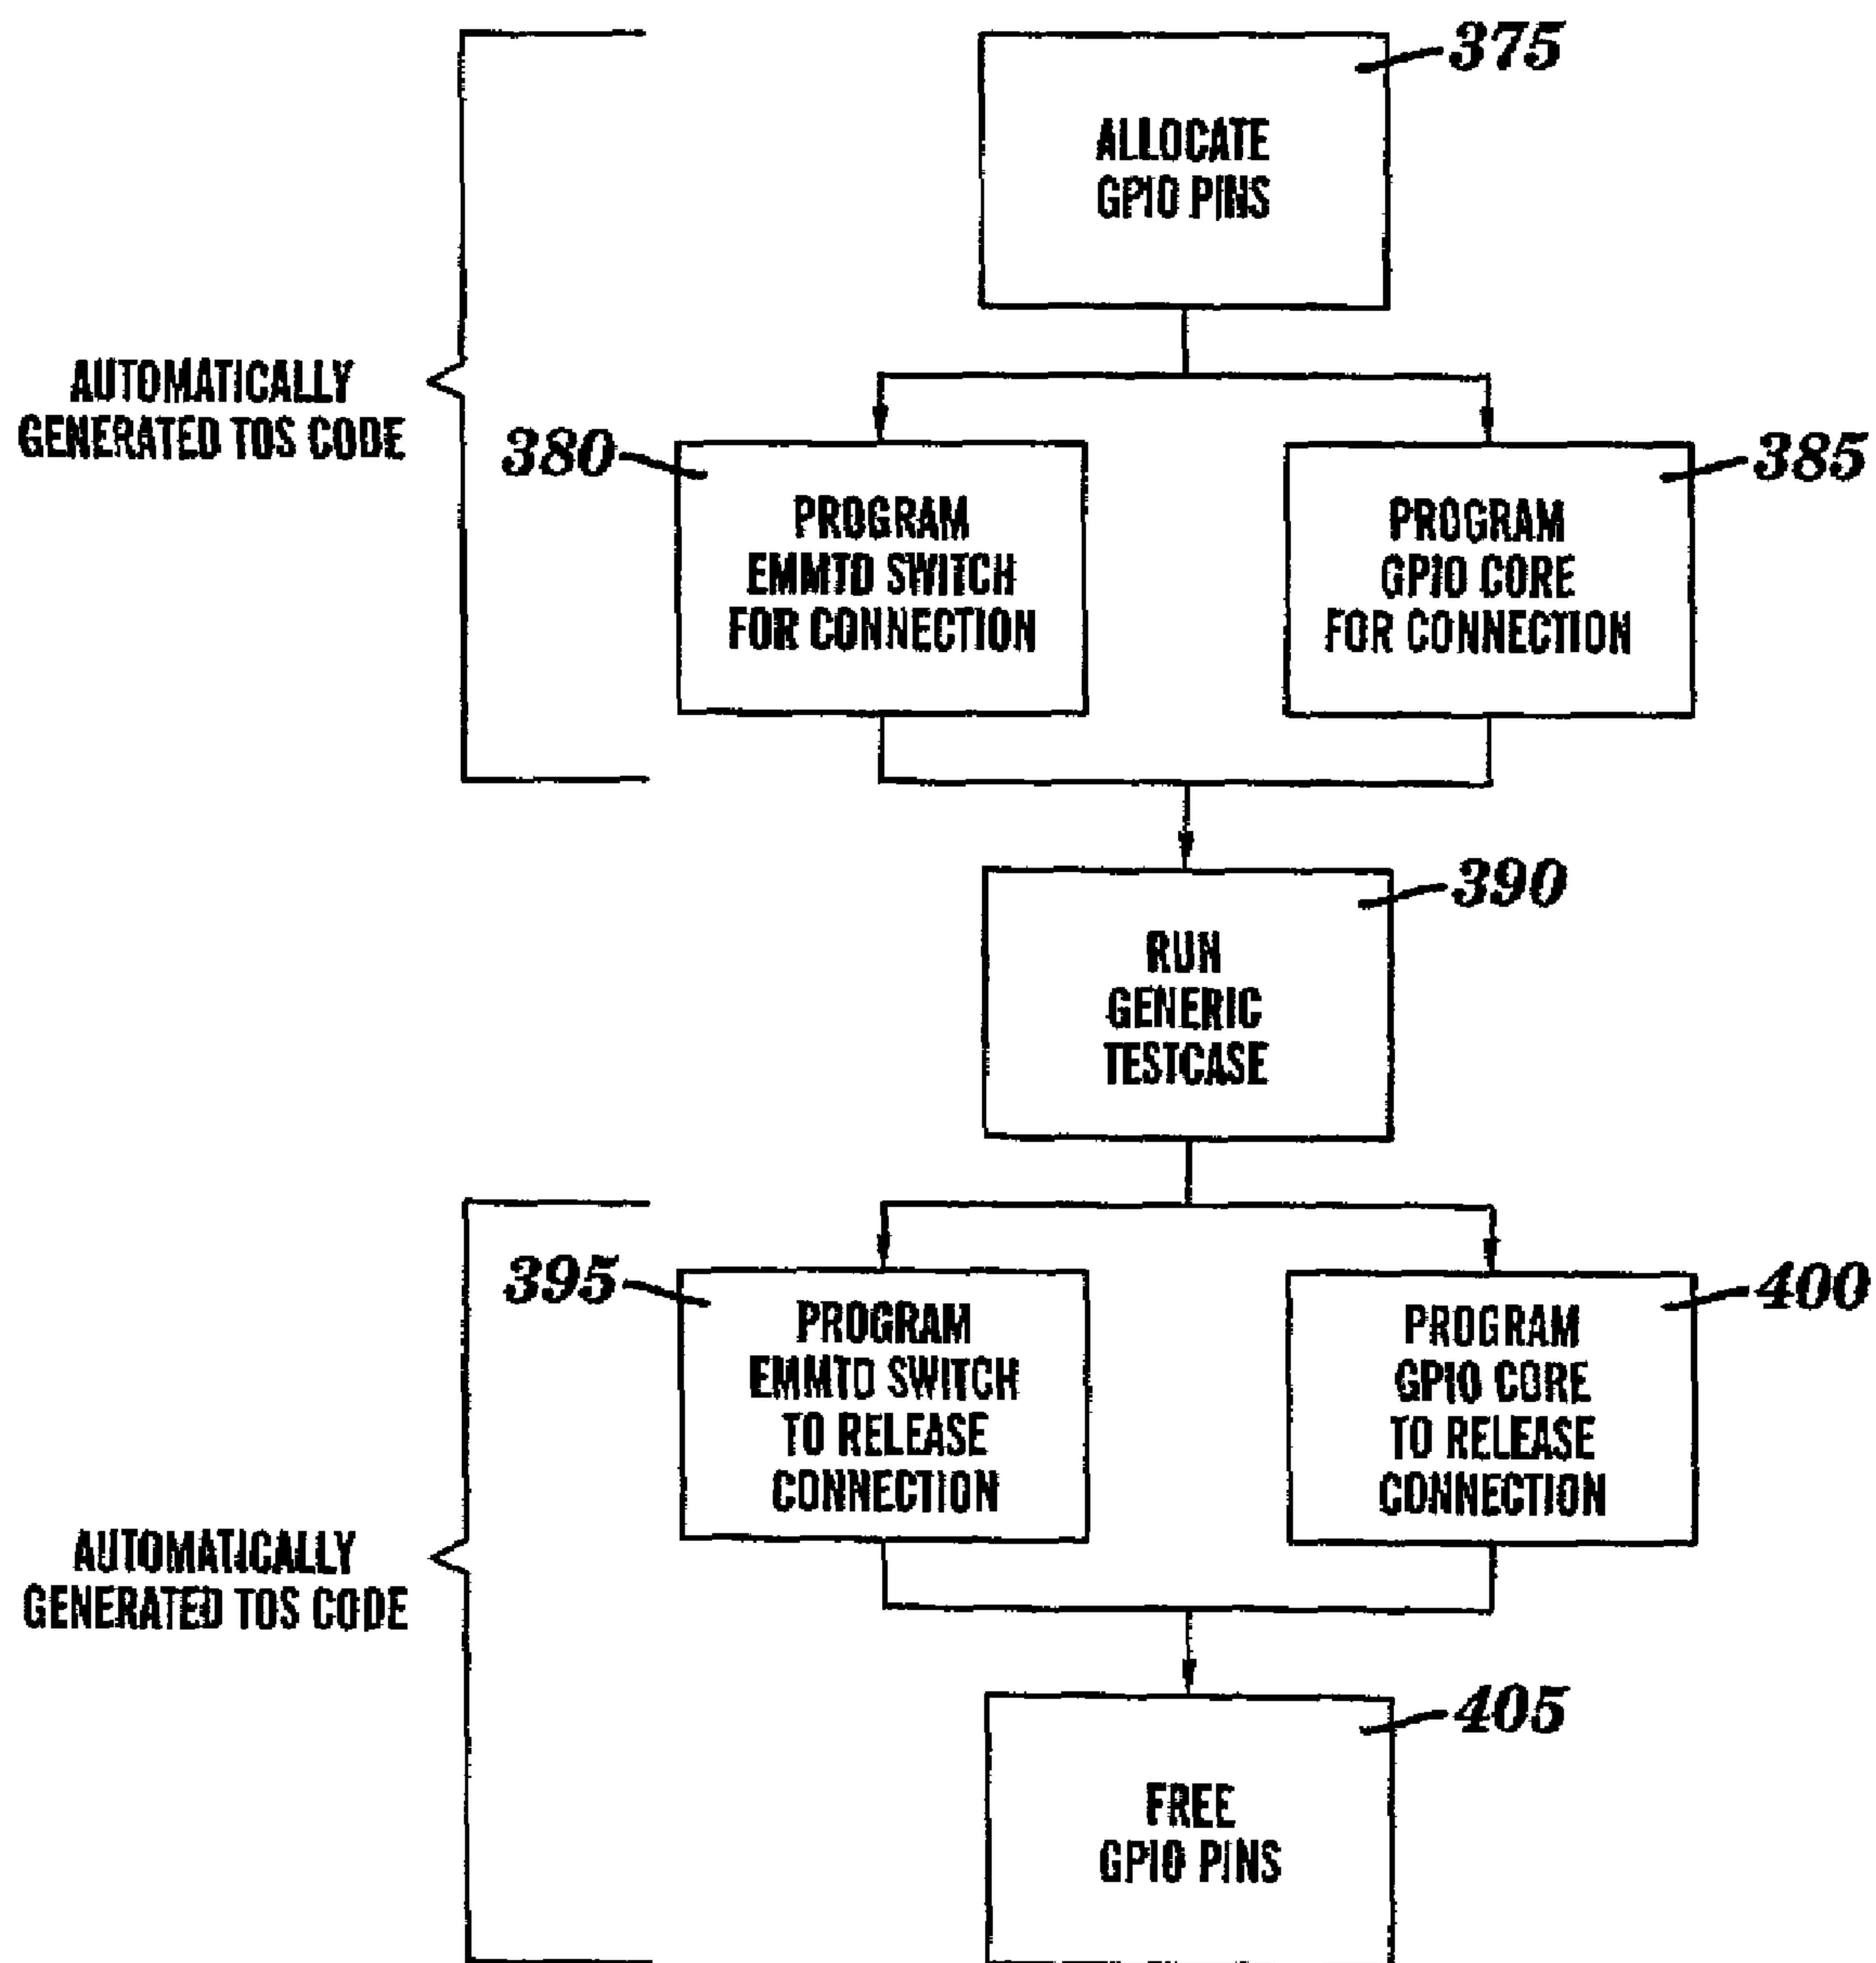 375
ALLOCATE
GPIO PINS
AUTOMATICALLY
GENERATED TOS CODE
380
PROGRAM
EMMTD SWITCH
FOR CONNECTION
385
PROGRAM
GPIO CORE
FOR CONNECTION
390
RUN
GENERIC
TESTCASE
395
PROGRAM
EMMTD SWITCH
TO RELEASE
CONNECTION
400
PROGRAM
GPIO CORE
TO RELEASE
CONNECTION
AUTOMATICALLY
GENERATED TOS CODE
405
FREE
GPIO PINS